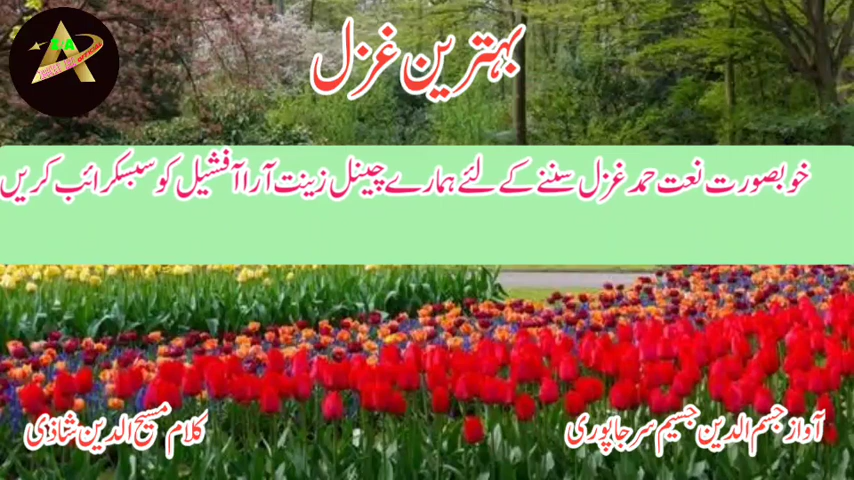 بہترین غزل
خوبصورت نعت حمد غزل سننے کے لئے ہمارے چینل زینت آرا آفشیل کو سبسکرائب کریں
آواز جسم الدین جسیم سرجاپوری
کلام مسیح الدین شاذی